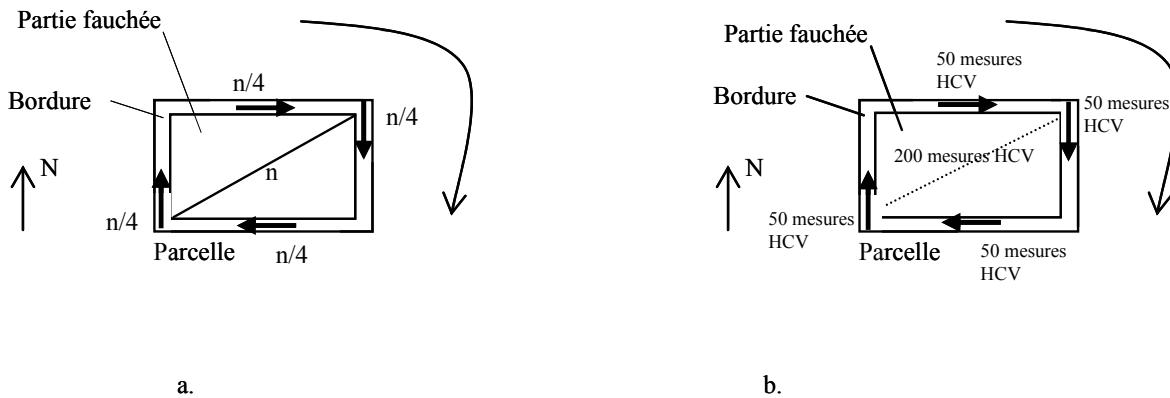 Partie fauchée
n/4
Bordure
n/4
N
n
n/4
Parcelle
n/4
a.
Partie fauchée
50 mesures
HCV
Bordure
50 mesures
HCV
200 mesures HCV
N
50 mesures
HCV
Parcelle
50 mesures
HCV
b.